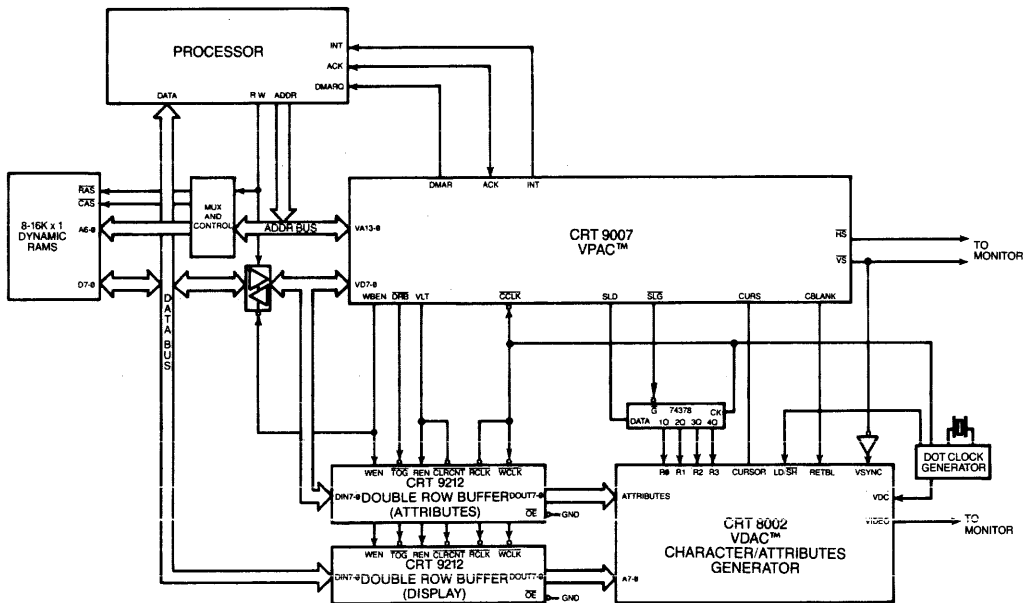 PROCESSOR
INT
ACK
DMARQ
DATA
R W
ADDR
8-16K x 1
DYNAMIC
RAMS
RAS
CAS
A6-0
D7-0
MUX
AND
CONTROL
ADDR BUS
DATA BUS
DMAR
ACK
INT
VA13-0
CRT 9007
VPAC™
HS
VS
TO
MONITOR
VD7-0
WBEN
DRB
VLT
CCLK
SLD
SLG
CURS
CBLANK
G
74378
CK
DATA
1Q
2Q
3Q
4Q
DOT CLOCK
GENERATOR
WEN
TOG
REN
CLRCNT
RCLK
WCLK
CRT 9212
DIN7-0
DOUBLE ROW BUFFER
DOUT7-0
(ATTRIBUTES)
OE
GND
R0
R1
R2
R3
CURSOR
LD/SH
RETBL
VSYNC
ATTRIBUTES
VDC
CRT 8002
VDAC™
CHARACTER/ATTRIBUTES
GENERATOR
VIDEO
TO
MONITOR
WEN
TOG
REN
CLRCNT
RCLK
WCLK
CRT 9212
DIN7-0
DOUBLE ROW BUFFER
DOUT7-0
(DISPLAY)
OE
GND
A7-0